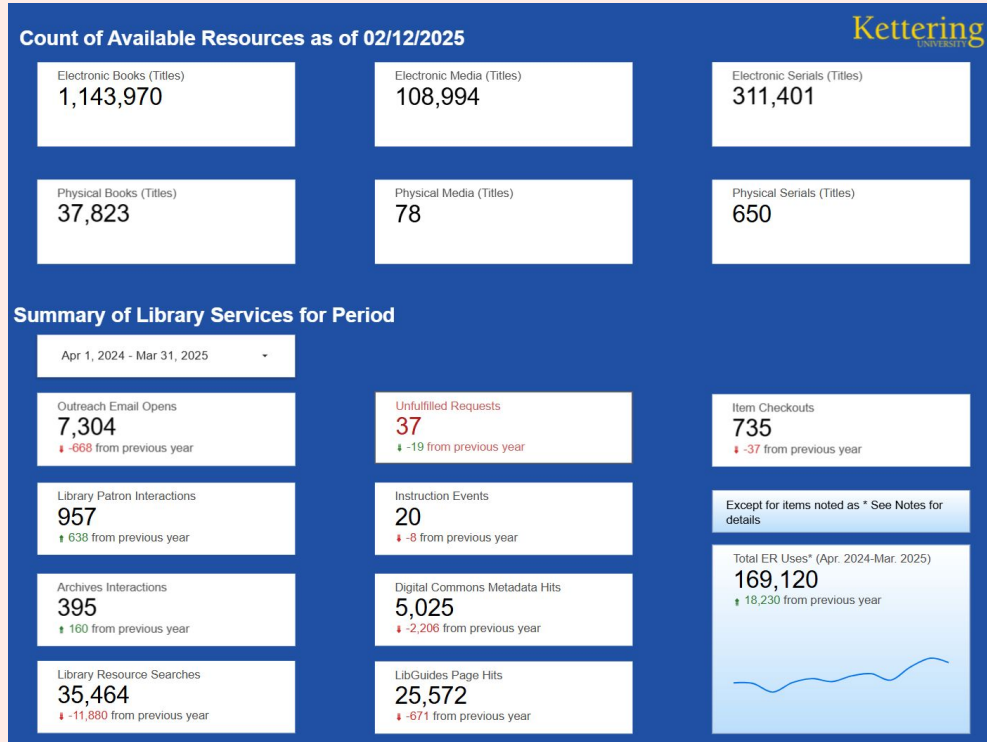 Count of Available Resources as of 02/12/2025
Kettering
UNIVERSITY
Electronic Books (Titles)
1,143,970
Electronic Media (Titles)
108,994
Electronic Serials (Titles)
311,401
Physical Books (Titles)
37,823
Physical Media (Titles)
78
Physical Serials (Titles)
650
Summary of Library Services for Period
Apr 1, 2024 - Mar 31, 2025
Outreach Email Opens
7,304
-668 from previous year
Unfulfilled Requests
37
-19 from previous year
Item Checkouts
735
-37 from previous year
Library Patron Interactions
957
638 from previous year
Instruction Events
20
-8 from previous year
Except for items noted as * See Notes for
details
Archives Interactions
395
160 from previous year
Digital Commons Metadata Hits
5,025
-2,206 from previous year
Total ER Uses* (Apr. 2024-Mar. 2025)
169,120
18,230 from previous year
Library Resource Searches
35,464
-11,880 from previous year
LibGuides Page Hits
25,572
-671 from previous year